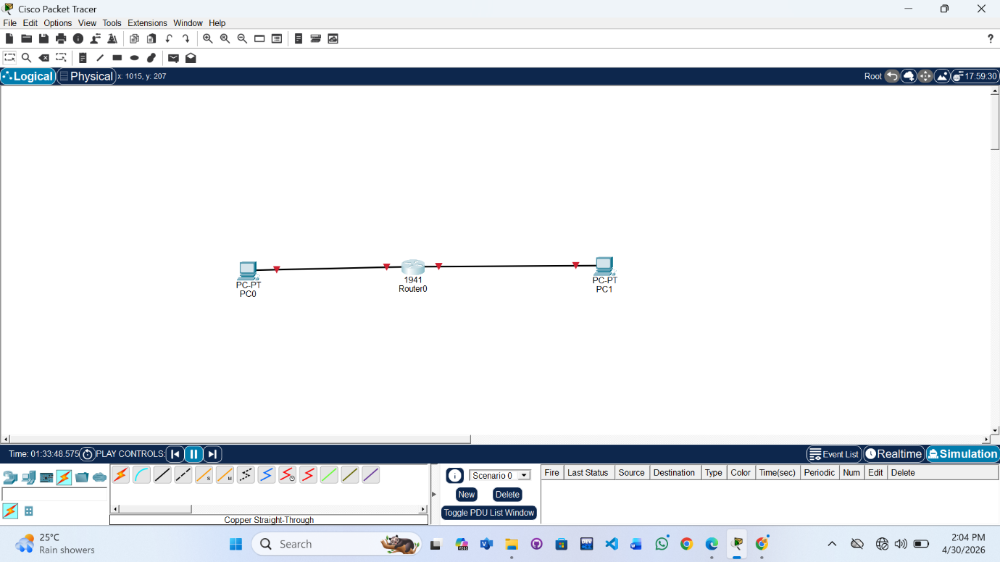 Cisco Packet Tracer
File Edit Options View Tools Extensions Window Help
?
Logical Physical x: 1015, y: 207 Root 17:59:30
PC-PT
PC0
1941
Router0
PC-PT
PC1
Time: 01:33:48.575 PLAY CONTROLS: Event List Realtime Simulation
S M
Copper Straight-Through
Scenario 0
New Delete
Toggle PDU List Window
Fire Last Status Source Destination Type Color Time(sec) Periodic Num Edit Delete
25°C
Rain showers
Search
2:04 PM
4/30/2026